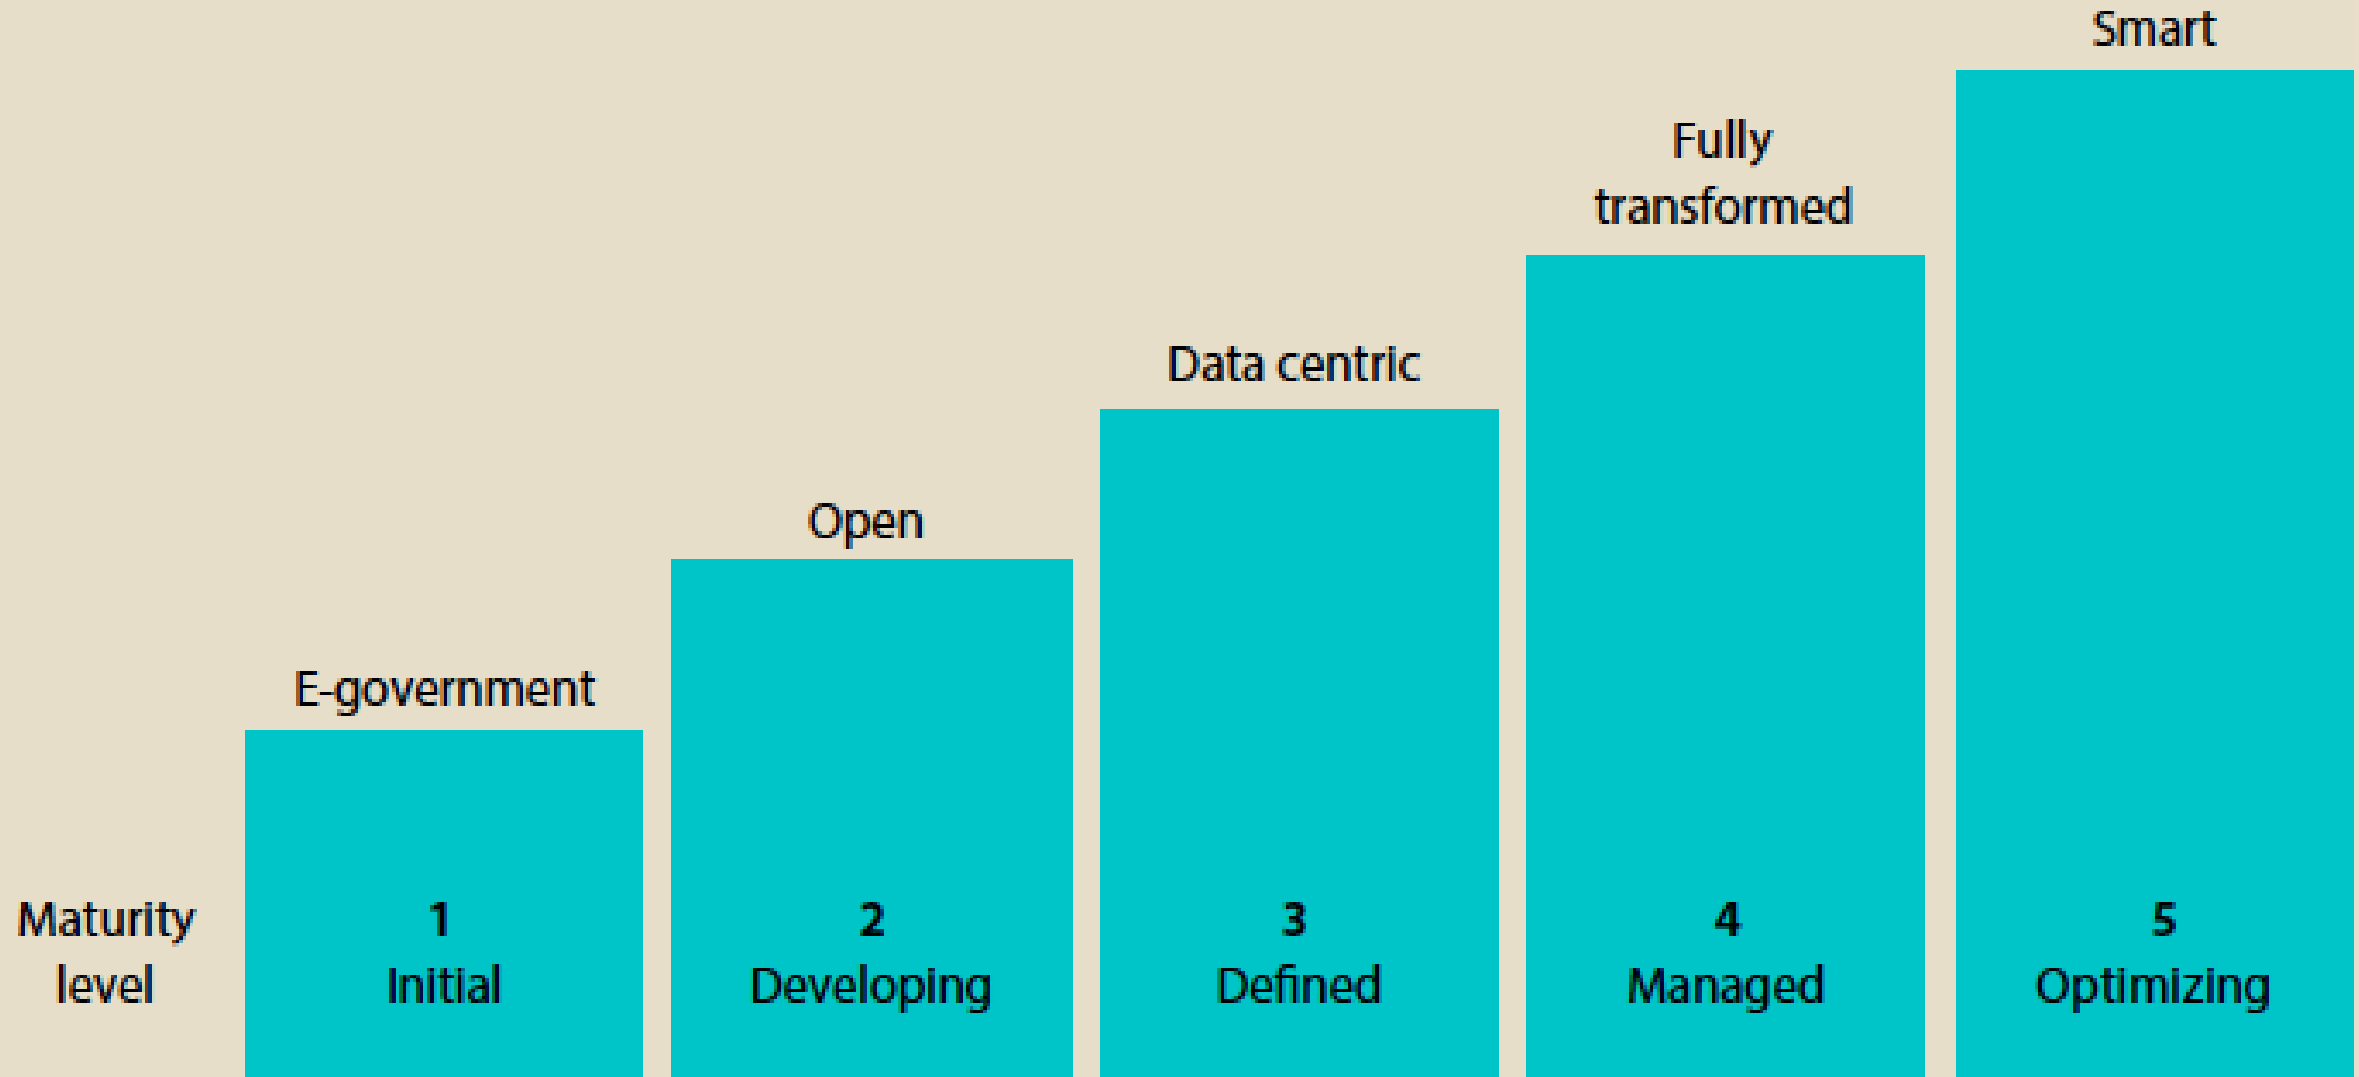 Smart
Fully
transformed
Data centric
Open
E-government
Maturity
level
1
Initial
2
Developing
3
Defined
4
Managed
5
Optimizing